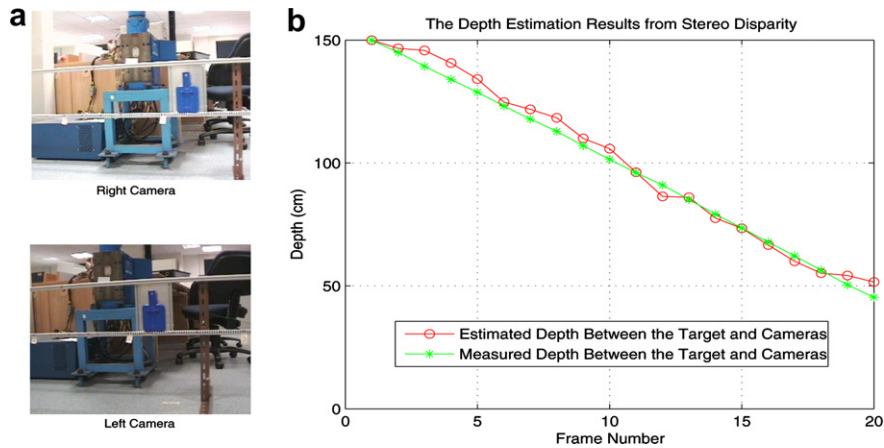 a
Right Camera
Left Camera
b
The Depth Estimation Results from Stereo Disparity
150
100
50
0
Depth (cm)
Estimated Depth Between the Target and Cameras
Measured Depth Between the Target and Cameras
0
5
10
15
20
Frame Number